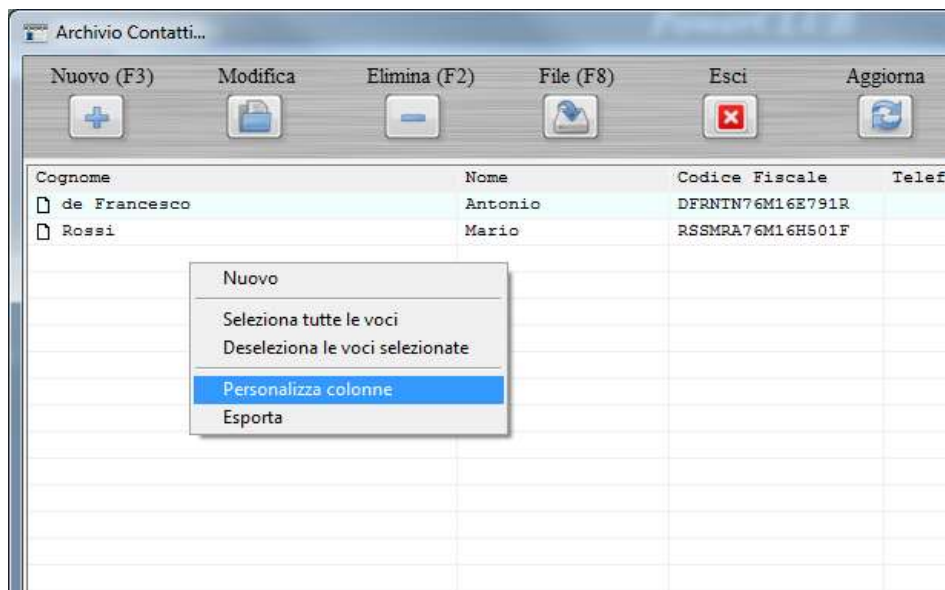 Archivio Contatti...
Nuovo (F3) Modifica Elimina (F2) File (F8) Esci Aggiorna
Cognome Nome Codice Fiscale Telef
de Francesco Antonio DFRNTN76M16E791R
Rossi Mario RSSMRA76M16H501F
Nuovo
Seleziona tutte le voci
Deseleziona le voci selezionate
Personalizza colonne
Esporta